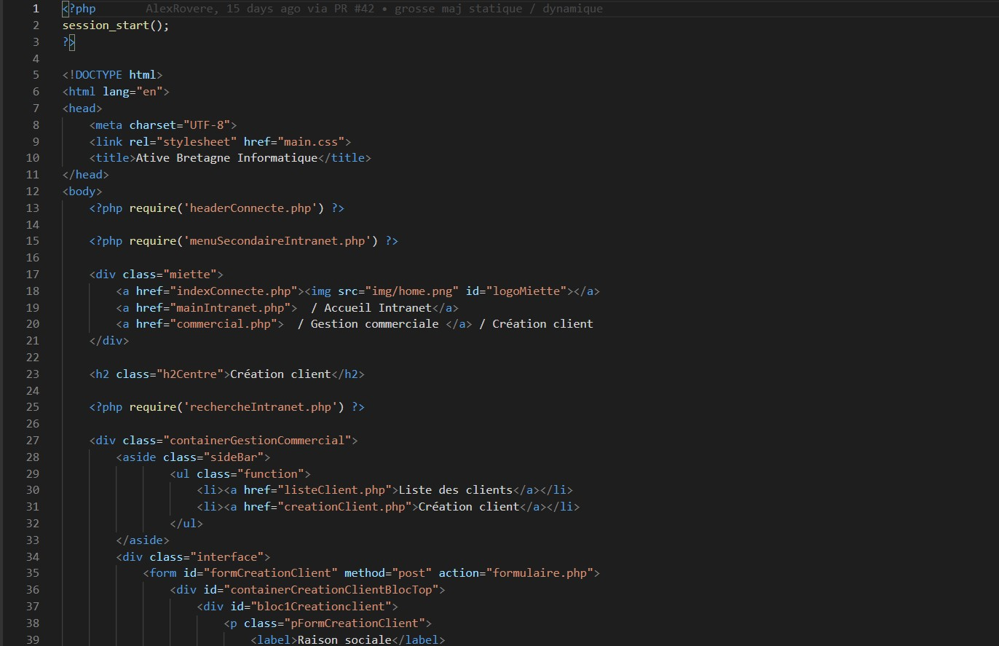 1 <?php AlexRovere, 15 days ago via PR #42 • grosse maj statique / dynamique
2 session_start();
3 ?>
4
5 <!DOCTYPE html>
6 <html lang="en">
7 <head>
8 <meta charset="UTF-8">
9 <link rel="stylesheet" href="main.css">
10 <title>Ative Bretagne Informatique</title>
11 </head>
12 <body>
13 <?php require('headerConnecte.php') ?>
14
15 <?php require('menuSecondaireIntranet.php') ?>
16
17 <div class="miette">
18 <a href="indexConnecte.php"><img src="img/home.png" id="logoMiette"></a>
19 <a href="mainIntranet.php"> / Accueil Intranet</a>
20 <a href="commercial.php"> / Gestion commerciale </a> / Création client
21 </div>
22
23 <h2 class="h2Centre">Création client</h2>
24
25 <?php require('rechercheIntranet.php') ?>
26
27 <div class="containerGestionCommercial">
28 <aside class="sideBar">
29 <ul class="function">
30 <li><a href="listeClient.php">Liste des clients</a></li>
31 <li><a href="creationClient.php">Création client</a></li>
32 </ul>
33 </aside>
34 <div class="interface">
35 <form id="formCreationClient" method="post" action="formulaire.php">
36 <div id="containerCreationClientBlocTop">
37 <div id="bloc1Creationclient">
38 <p class="pFormCreationClient">
39 <label>Raison sociale</label>